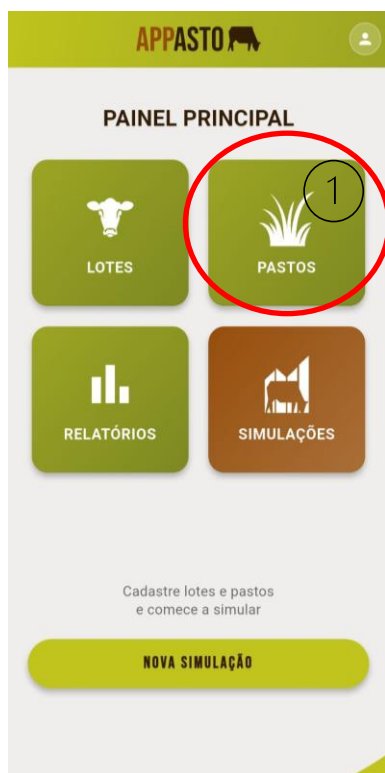 APPASTO
PAINEL PRINCIPAL
1
LOTES
PASTOS
RELATÓRIOS
SIMULAÇÕES
Cadastre lotes e pastos
e comece a simular
NOVA SIMULAÇÃO